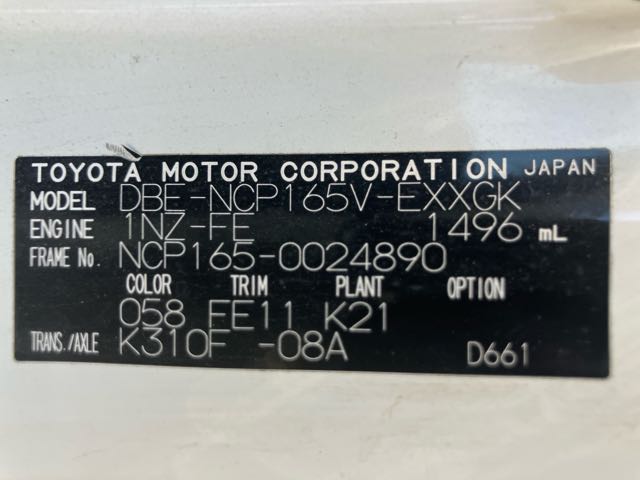 TOYOTA MOTOR CORPORATION JAPAN
MODEL DBE-NCP165V-EXXGK
ENGINE 1NZ-FE 1496 mL
FRAME No. NCP165-0024890
COLOR TRIM PLANT OPTION
058 FE11 K21
TRANS./AXLE K310F -08A D661